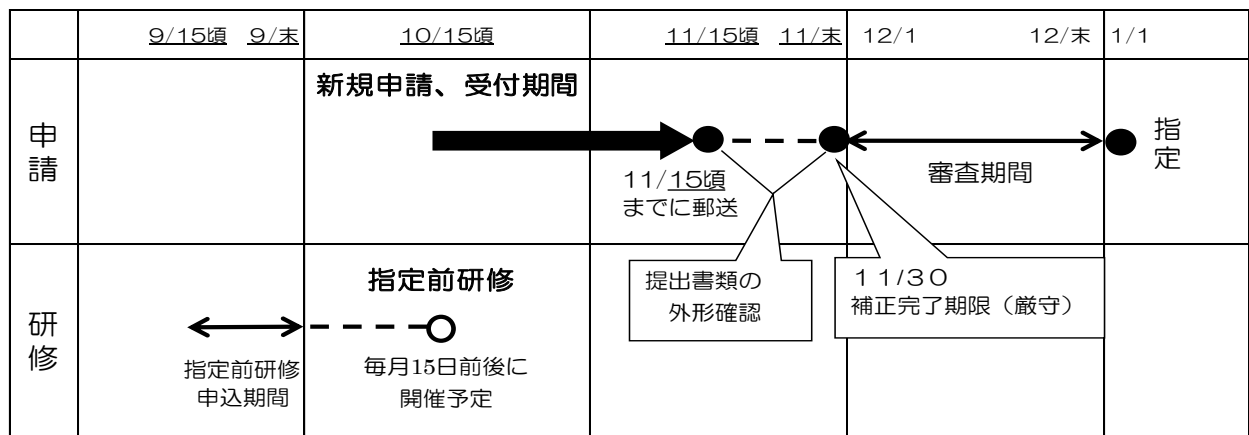 9/15頃 9/末 10/15頃 11/15頃 11/末 12/1 12/末 1/1
申請
新規申請、受付期間
11/15頃
までに郵送
審査期間
指定
提出書類の
外形確認
11/30
補正完了期限(厳守)
研修
指定前研修
指定前研修
申込期間
毎月15日前後に
開催予定